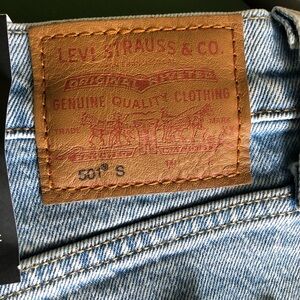 LEVI STRAUSS & CO.
ORIGINAL RIVETED
GENUINE QUALITY CLOTHING
TRADE MARK
501® S